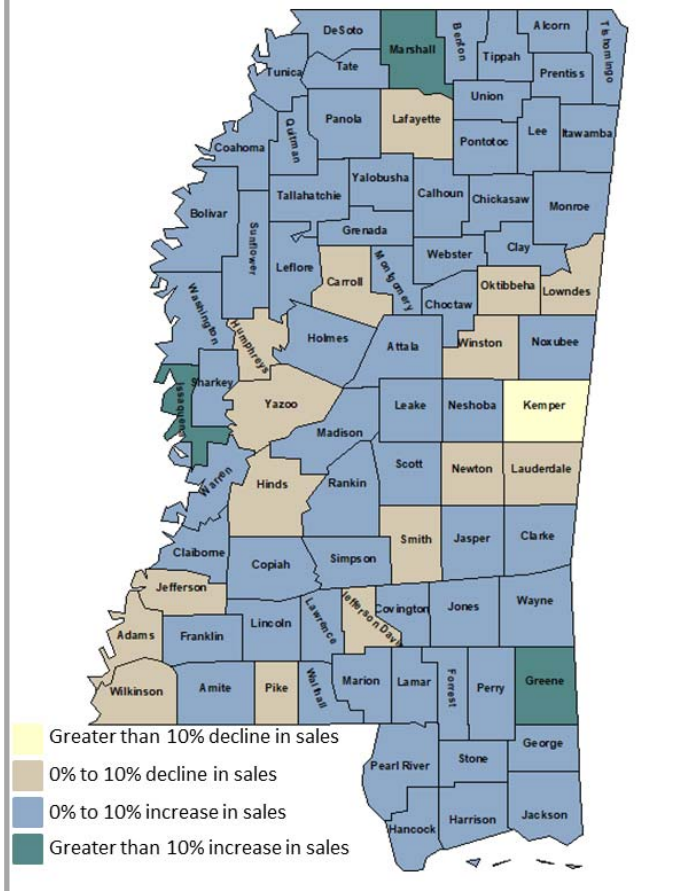 DeSoto
Marshall
Benton
Tippah
Alcorn
Tishomingo
Tunica
Tate
Prentiss
Union
Panola
Lafayette
Quitman
Coahoma
Pontotoc
Lee
Itawamba
Yalobusha
Tallahatchie
Calhoun
Chickasaw
Monroe
Bolivar
Sunflower
Grenada
Leflore
Carroll
Montgomery
Webster
Clay
Choctaw
Oktibbeha
Lowndes
Washington
Humphreys
Holmes
Attala
Winston
Noxubee
Sharkey
Issaquena
Yazoo
Leake
Neshoba
Kemper
Madison
Warren
Hinds
Rankin
Scott
Newton
Lauderdale
Claiborne
Copiah
Simpson
Smith
Jasper
Clarke
Jefferson
Adams
Franklin
Lincoln
Lawrence
Jefferson Davi
Covington
Jones
Wayne
Wilkinson
Amite
Pike
Walthall
Marion
Lamar
Forrest
Perry
Greene
Pearl River
Stone
George
Hancock
Harrison
Jackson
Greater than 10% decline in sales
0% to 10% decline in sales
0% to 10% increase in sales
Greater than 10% increase in sales